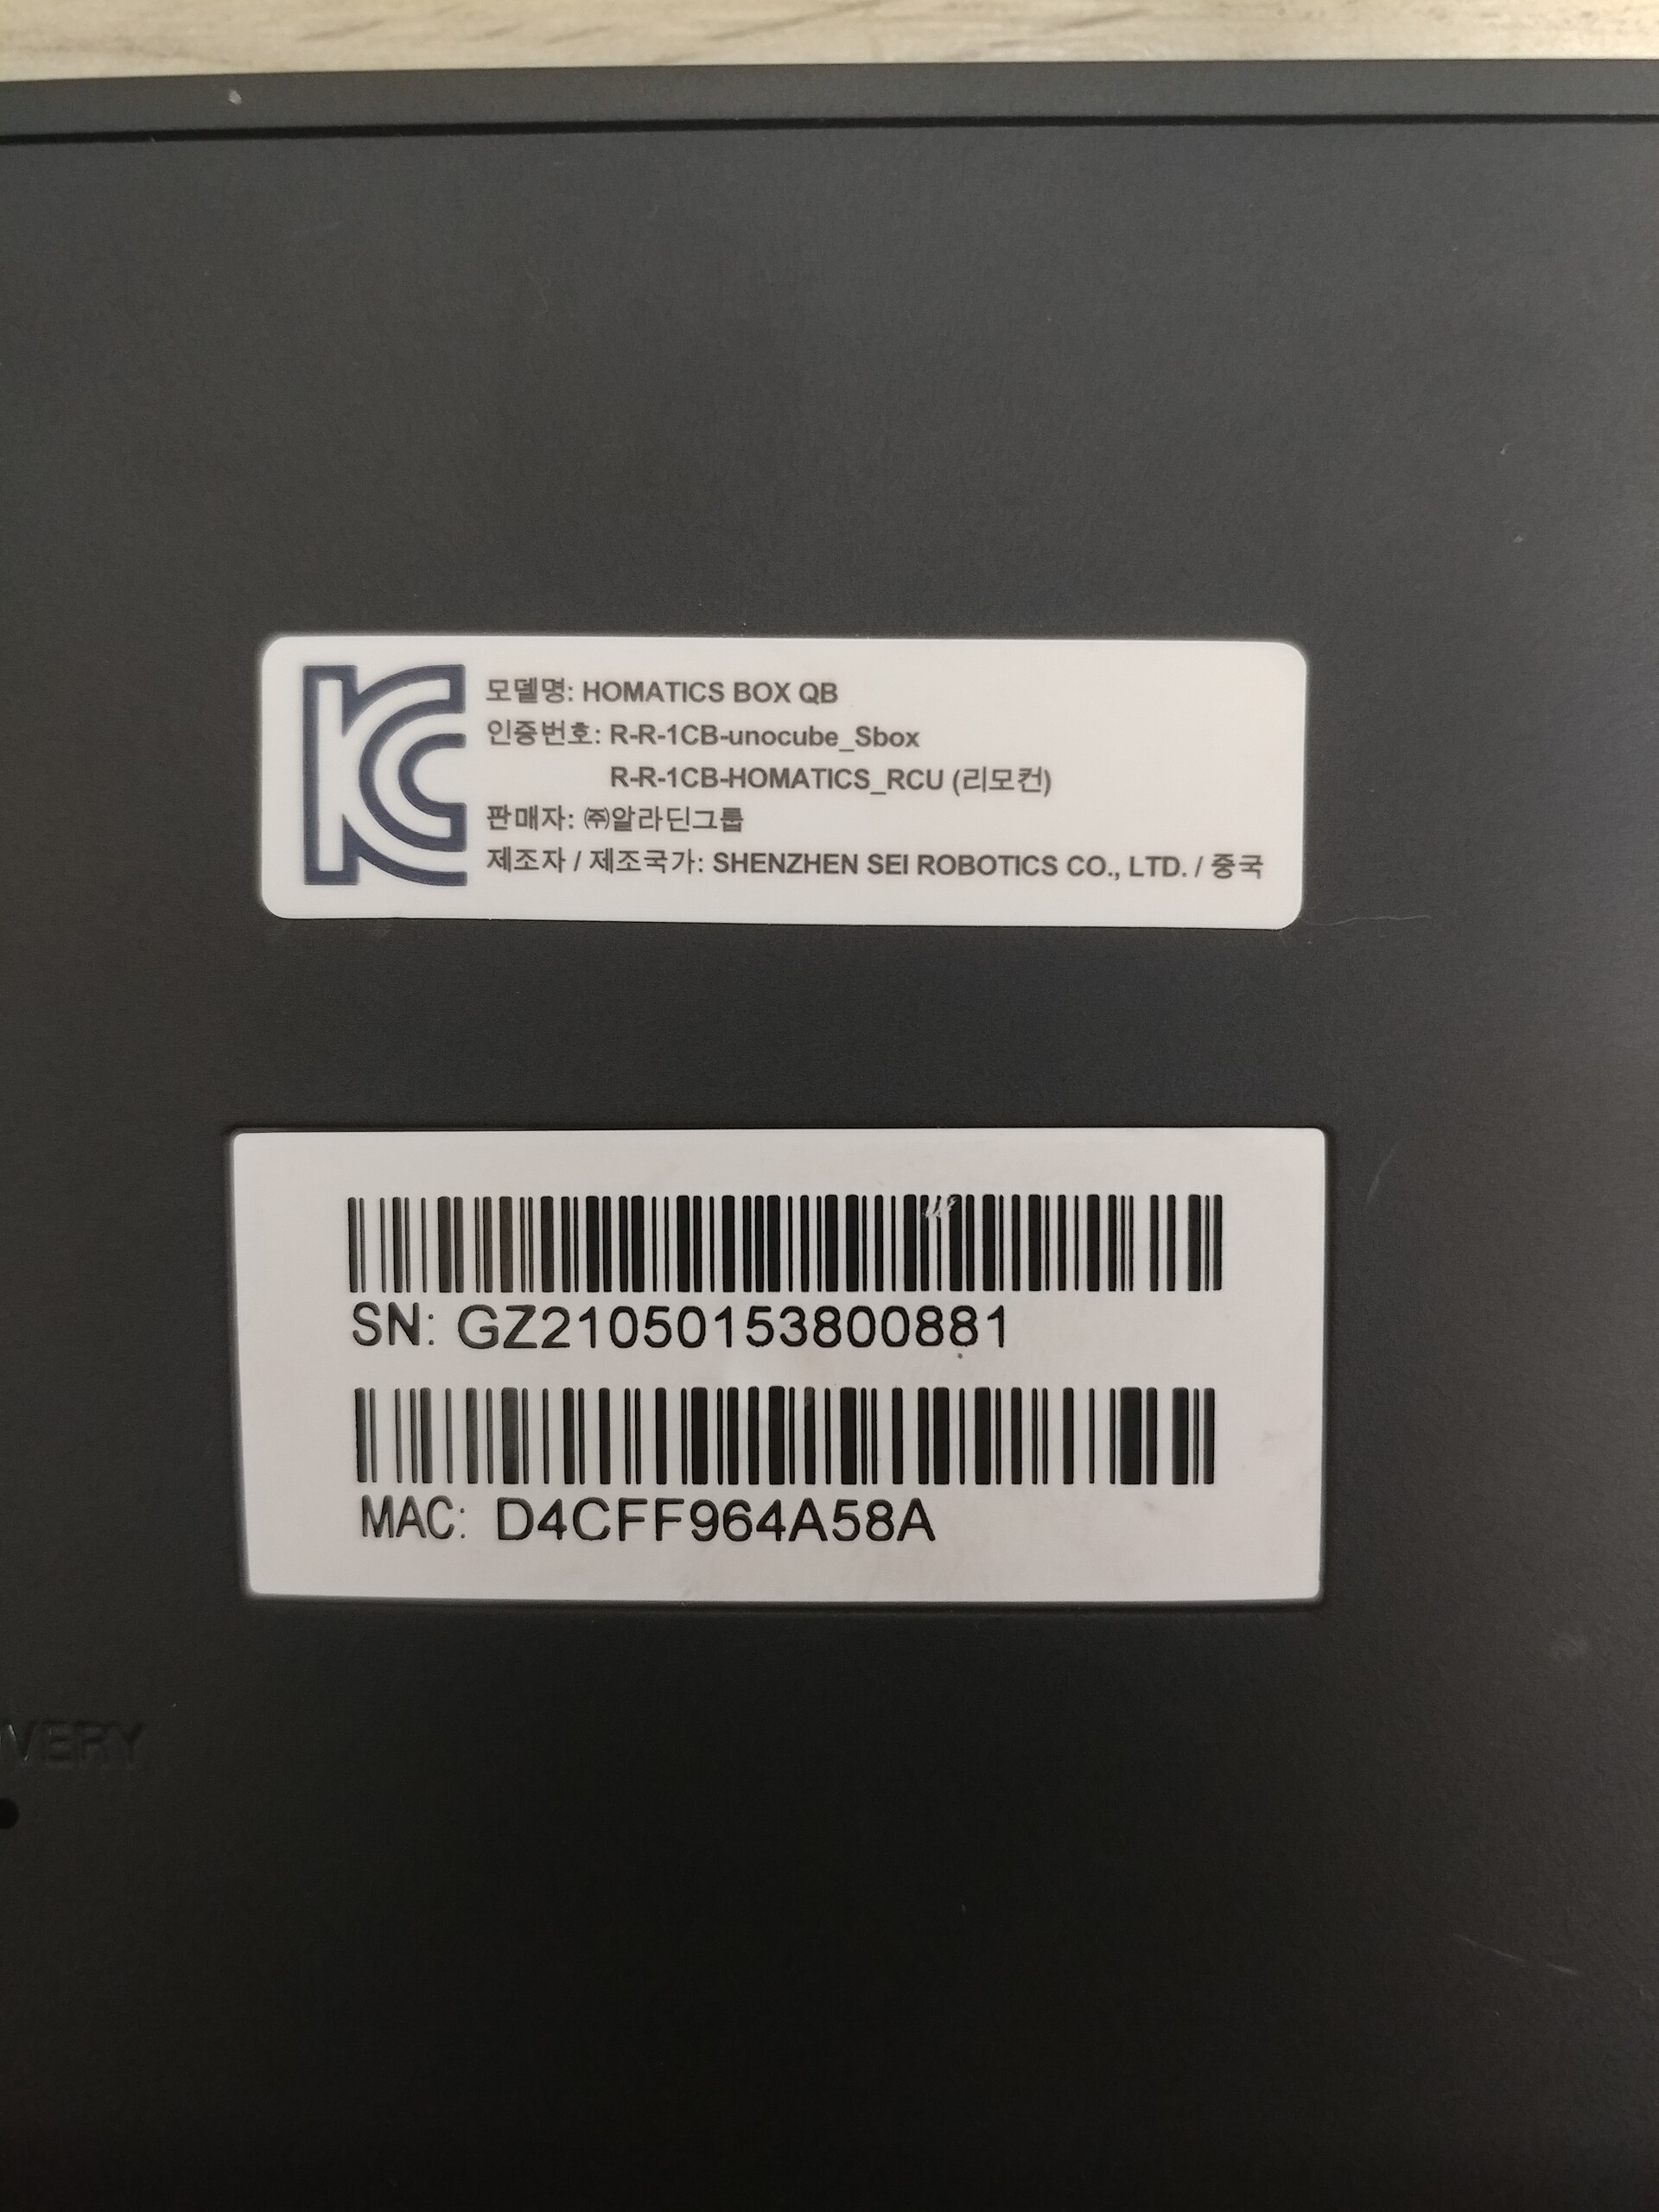 KC
모델명: HOMATICS BOX QB
인증번호: R-R-1CB-unocube_Sbox
R-R-1CB-HOMATICS_RCU (리모컨)
판매자: ㈜알라딘그룹
제조자 / 제조국가: SHENZHEN SEI ROBOTICS CO., LTD. / 중국
SN: GZ21050153800881
MAC: D4CFF964A58A
VERY